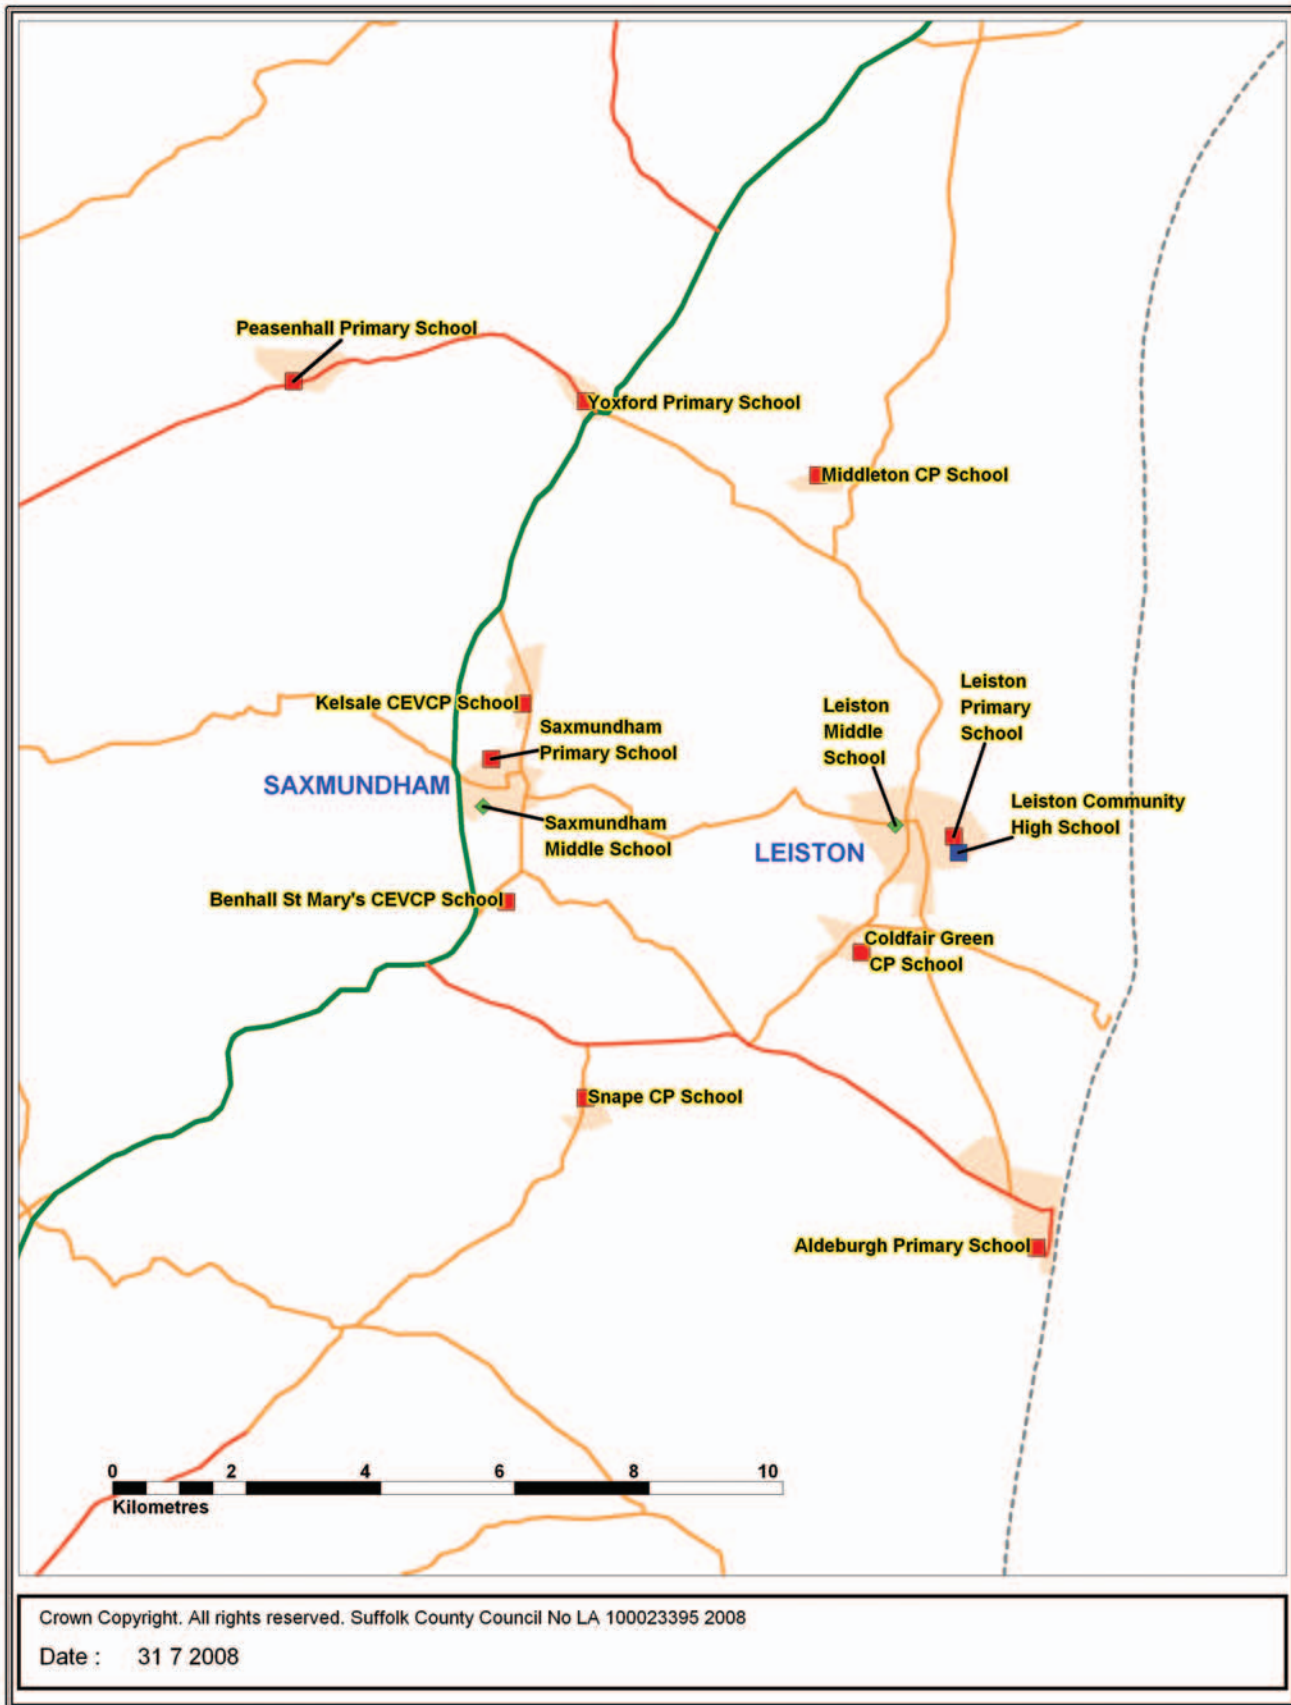 Peasenhall Primary School
Yoxford Primary School
Middleton CP School
Kelsale CEVCP School
Saxmundham
Primary School
SAXMUNDHAM
Saxmundham
Middle School
Leiston
Middle
School
Leiston
Primary
School
Leiston Community
High School
LEISTON
Benhall St Mary's CEVCP School
Coldfair Green
CP School
Snape CP School
Aldeburgh Primary School
0 2 4 6 8 10
Kilometres
Crown Copyright. All rights reserved. Suffolk County Council No LA 100023395 2008
Date : 31 7 2008